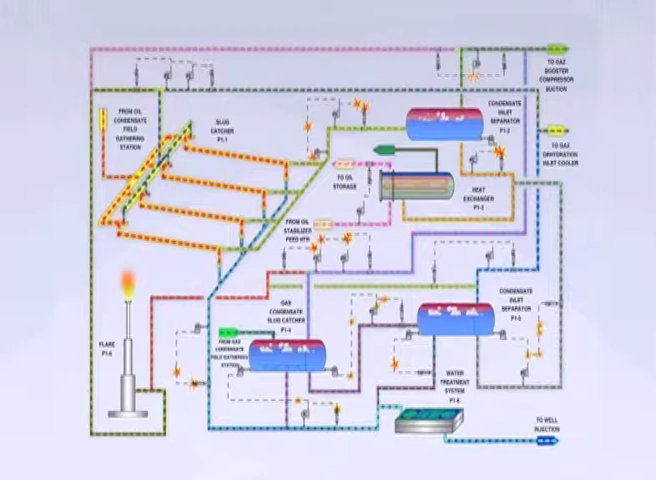 TO GAZ
BOOSTER
COMPRESSOR
SUCTION
FROM OIL
CONDENSATE
FIELD
GATHERING
STATION
SLUG
CATCHER
P1-1
CONDENSATE
INLET
SEPARATOR
P1-2
TO GAZ
DEHYDRATION
INLET COOLER
TO OIL
STORAGE
HEAT
EXCHANGER
P1-3
FROM OIL
STABILIZER
FEED HTR
GAS
CONDENSATE
SLUG CATCHER
P1-4
CONDENSATE
INLET
SEPARATOR
P1-5
FLARE
P1-6
FROM GAS
CONDENSATE
FIELD GATHERING
STATION
WATER
TREATMENT
SYSTEM
TO WELL
INJECTION